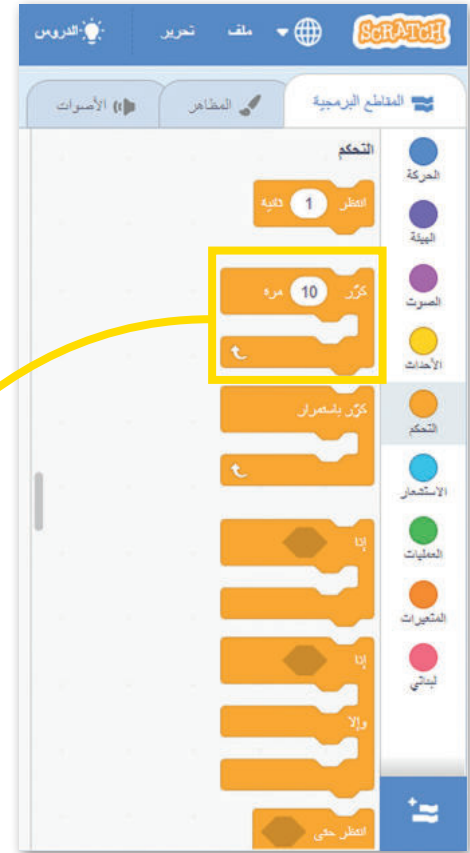 SCRATCH ملف تحرير الدروس
المقاطع البرمجية المظاهر الأصوات
التحكم
الحركة
الهيئة
الصوت
الأحداث
التحكم
الاستشعار
العمليات
المتغيرات
لبناتي
انتظر 1 ثانية
كرّر 10 مرة
كرّر باستمرار
إذا
إذا
وإلا
انتظر حتى